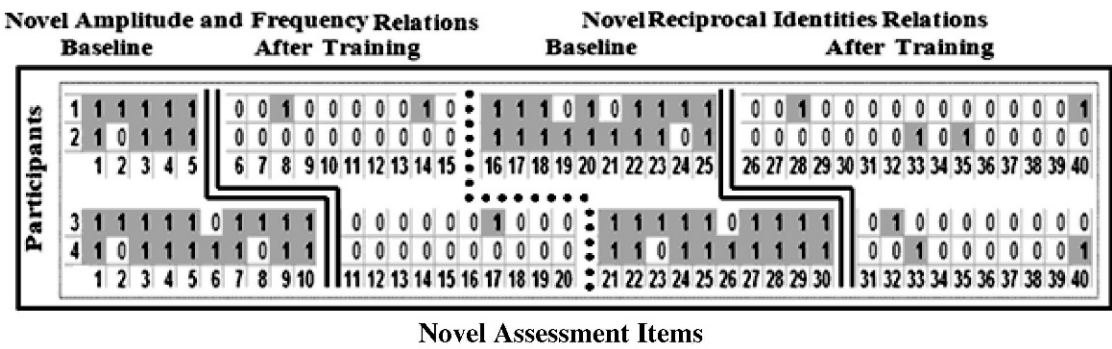 Novel Amplitude and Frequency Relations Novel Reciprocal Identities Relations
Baseline After Training Baseline After Training
Participants
1 1 1 1 1 1 0 0 1 0 0 0 0 0 1 0 1 1 1 0 1 0 1 1 1 1 0 0 1 0 0 0 0 0 0 0 0 0 0 0 1
2 1 0 1 1 1 0 0 0 0 0 0 0 0 0 0 1 1 1 1 1 1 1 1 0 1 0 0 0 0 0 0 0 1 0 1 0 0 0 0 0
1 2 3 4 5 6 7 8 9 10 11 12 13 14 15 16 17 18 19 20 21 22 23 24 25 26 27 28 29 30 31 32 33 34 35 36 37 38 39 40
3 1 1 1 1 1 0 1 1 1 1 0 0 0 0 0 0 1 0 0 0 1 1 1 1 1 0 1 1 1 1 0 1 0 0 0 0 0 0 0 0
4 1 0 1 1 1 1 1 0 1 1 0 0 0 0 0 0 0 0 0 0 1 1 0 1 1 1 1 1 1 1 0 0 1 0 0 0 0 0 0 1
1 2 3 4 5 6 7 8 9 10 11 12 13 14 15 16 17 18 19 20 21 22 23 24 25 26 27 28 29 30 31 32 33 34 35 36 37 38 39 40
Novel Assessment Items